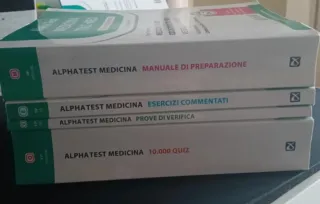 ALPHATEST MEDICINA MANUALE DI PREPARAZIONE
ALPHATEST MEDICINA ESERCIZI COMMENTATI
ALPHATEST MEDICINA PROVE DI VERIFICA
ALPHATEST MEDICINA 10.000 QUIZ